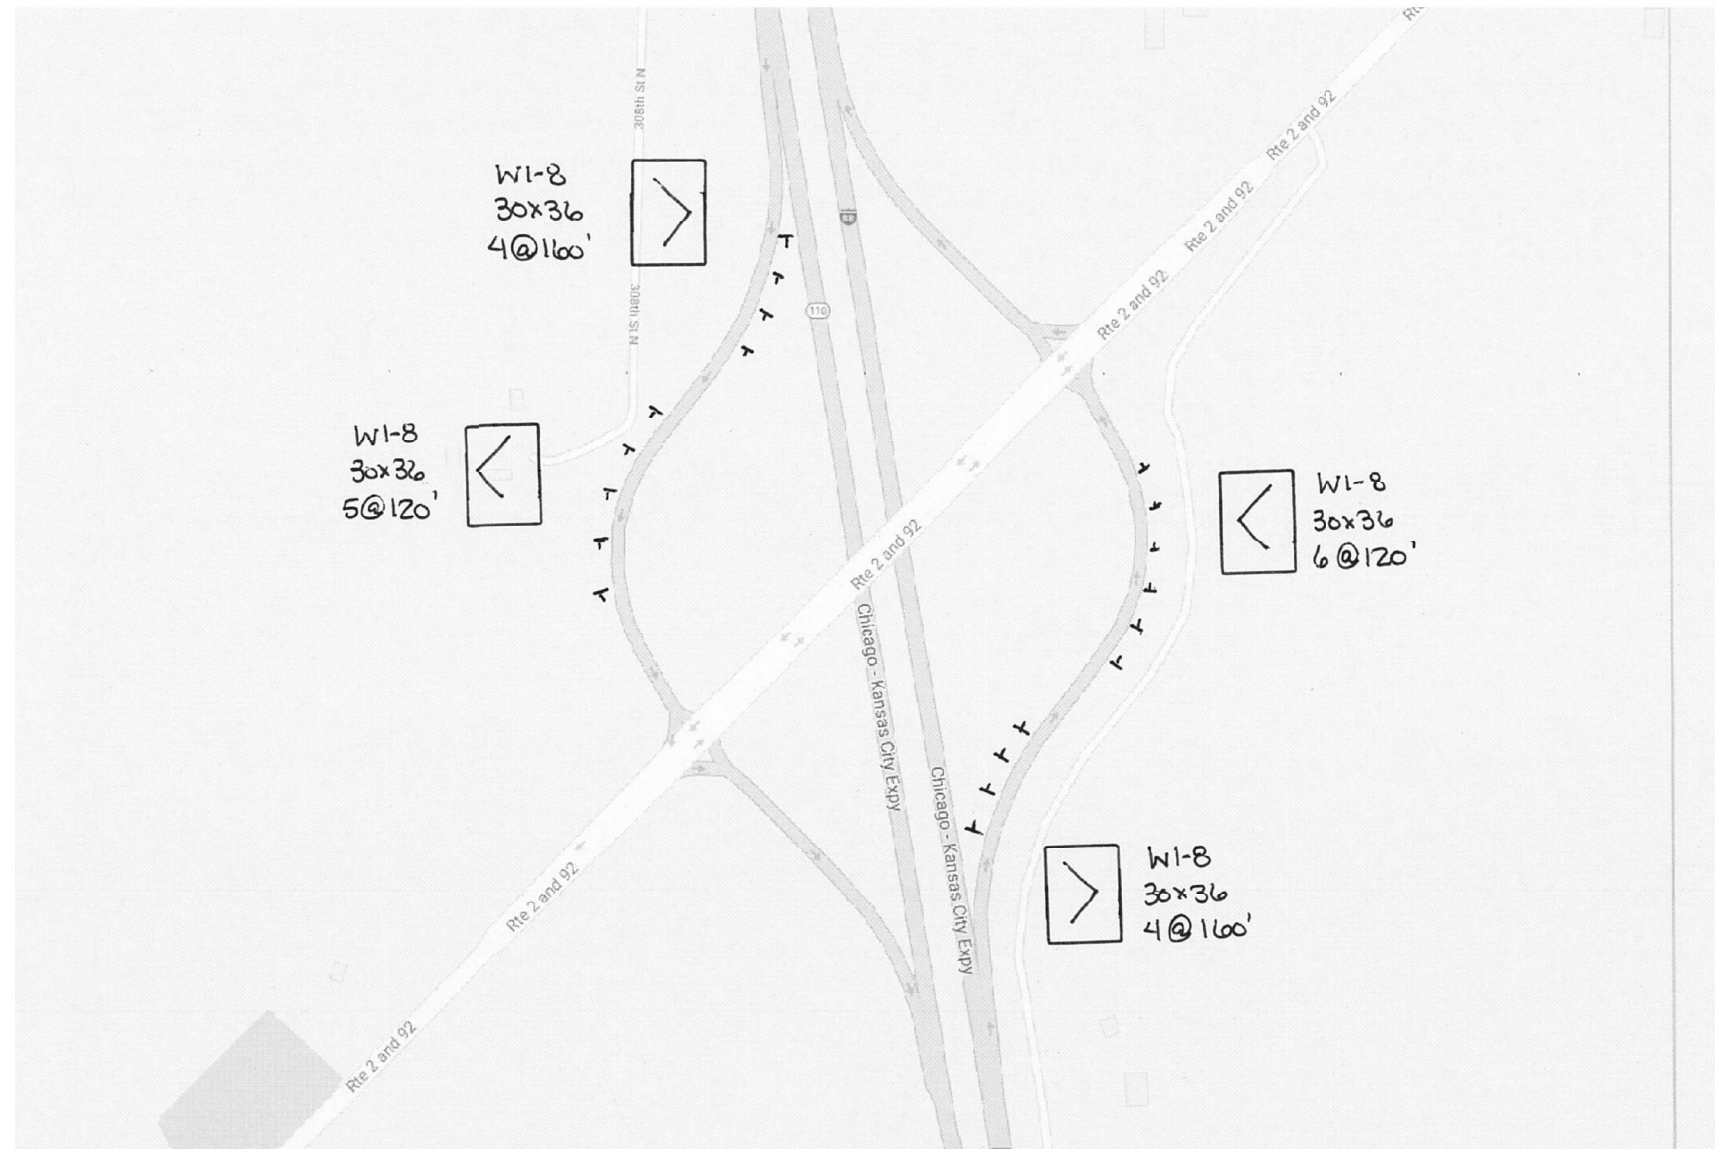 Rte 2 and 92
308th St N
Rte 2 and 92
W1-8
30x36
4@160'
Rte 2 and 92
88
308th St N
110
Rte 2 and 92
W1-8
30x36
5@120'
W1-8
30x36
6@120'
Rte 2 and 92
Chicago - Kansas City Expy
Chicago - Kansas City Expy
W1-8
30x36
4@160'
Rte 2 and 92
Rte 2 and 92